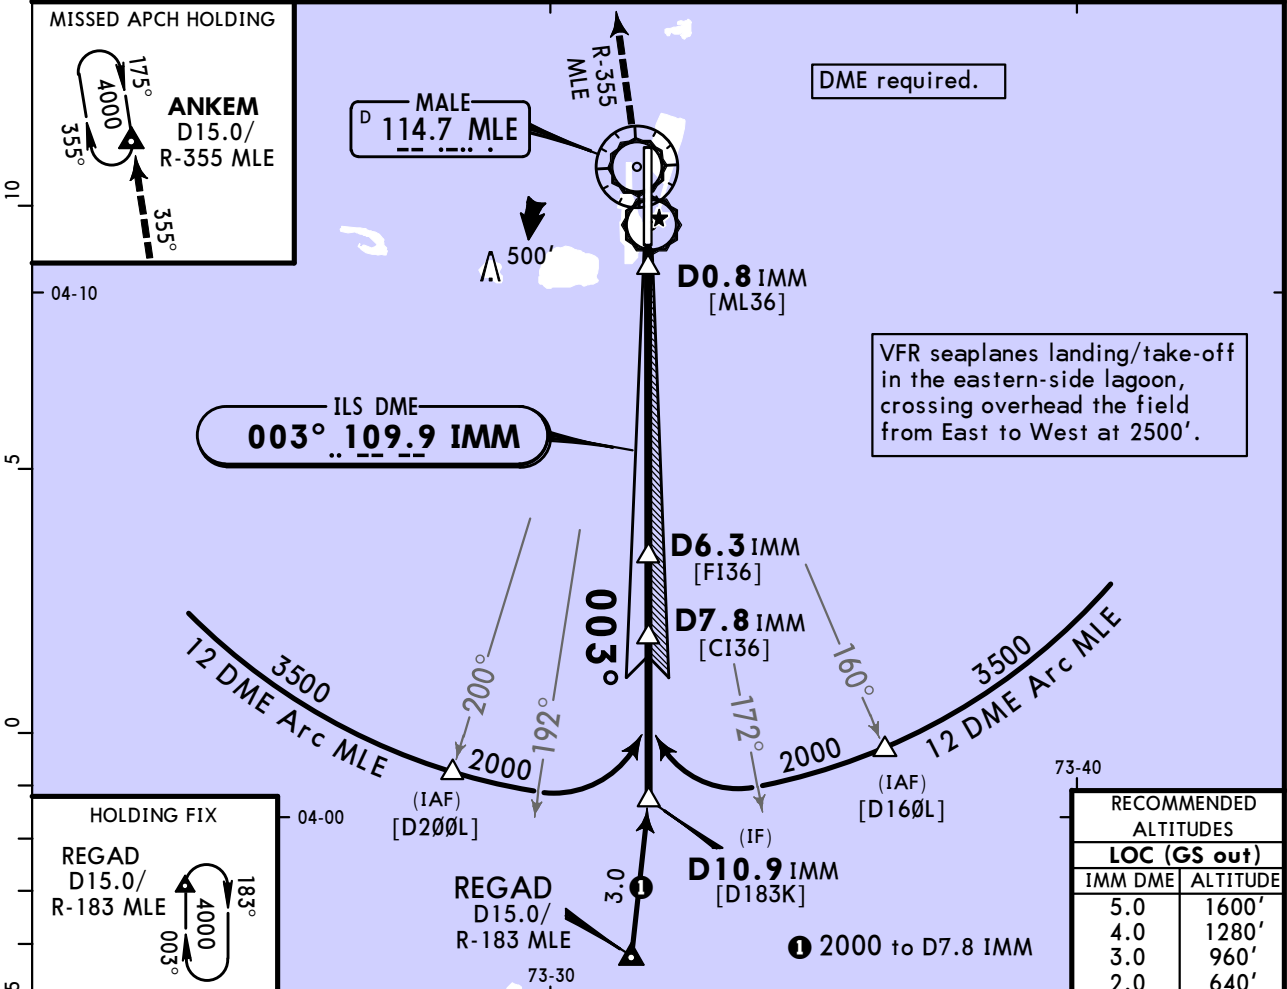 MISSED APCH HOLDING
175°
4000
355°
ANKEM
D15.0/
R-355 MLE
355°
R-355
MLE
DME required.
MALE
D 114.7 MLE
10
500'
04-10
D0.8 IMM
[ML36]
VFR seaplanes landing/take-off
in the eastern-side lagoon,
crossing overhead the field
from East to West at 2500'.
ILS DME
003° 109.9 IMM
5
D6.3 IMM
[FI36]
003°
D7.8 IMM
[CI36]
3500
12 DME Arc MLE
200°
192°
172°
160°
3500
12 DME Arc MLE
0
2000
2000
(IAF)
[D2ØØL]
(IAF)
[D16ØL]
73-40
04-00
HOLDING FIX
REGAD
D15.0/
R-183 MLE
183°
4000
003°
(IF)
D10.9 IMM
[D183K]
3.0
1
REGAD
D15.0/
R-183 MLE
1 2000 to D7.8 IMM
73-30
RECOMMENDED
ALTITUDES
LOC (GS out)
IMM DME ALTITUDE
5.0 1600'
4.0 1280'
3.0 960'
2.0 640'
5